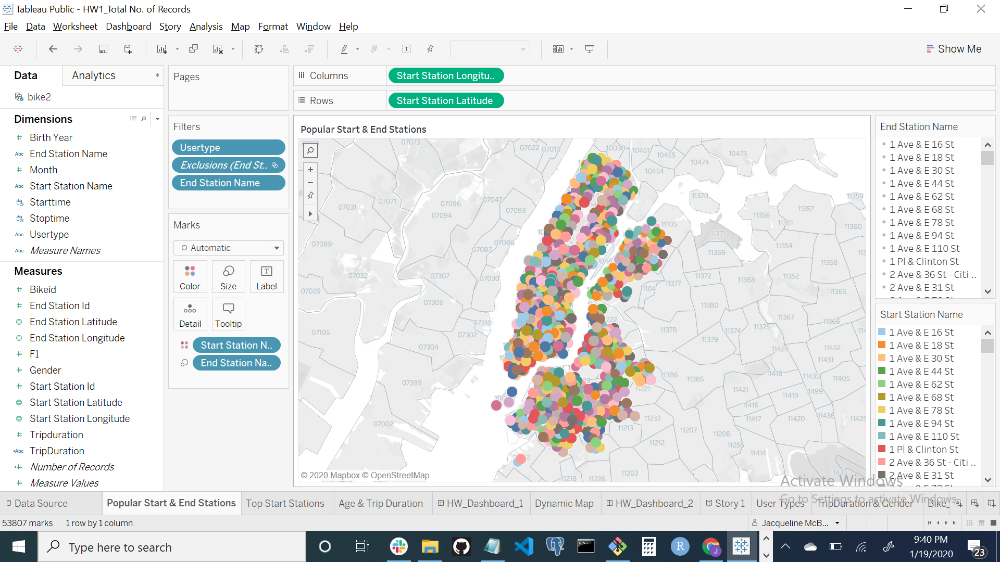 Tableau Public - HW1_Total No. of Records
File Data Worksheet Dashboard Story Analysis Map Format Window Help
Show Me
Data Analytics
bike2
Dimensions
Birth Year
End Station Name
Month
Start Station Name
Starttime
Stoptime
Usertype
Measure Names
Measures
Bikeid
End Station Id
End Station Latitude
End Station Longitude
F1
Gender
Start Station Id
Start Station Latitude
Start Station Longitude
Tripduration
TripDuration
Number of Records
Measure Values
Pages
Filters
Usertype
Exclusions (End St..
End Station Name
Marks
Automatic
Color Size Label
Detail Tooltip
Start Station N..
End Station Na..
Columns Start Station Longitu..
Rows Start Station Latitude
Popular Start & End Stations
07073
07022 07010
10030
10451
10455
10473
10474
10454
07071
07031
07096
07094
07047
07093
11370
11359
11357
11356
11351
11360
11105
11371
07099
07086
07087
11354
11369
11358
07032
07307
07030
11372
11352
11368
11377
11104
11365
07029
07306
11380
11367
11366
07310
07105
07302
11378
11374
11375
11379
07304
11424
11432
11431
11386
11385
11418
11435
11405
07399
11221
11421
11419
11499
11416
07002
11233
11417
11420
11436
11213
11207
11208
11212
11256
11414
11430
11203
11218
11226
© 2020 Mapbox © OpenStreetMap
End Station Name
1 Ave & E 16 St
1 Ave & E 18 St
1 Ave & E 30 St
1 Ave & E 44 St
1 Ave & E 62 St
1 Ave & E 68 St
1 Ave & E 78 St
1 Ave & E 94 St
1 Ave & E 110 St
1 Pl & Clinton St
2 Ave & 36 St - Citi ..
2 Ave & E 31 St
Start Station Name
1 Ave & E 16 St
1 Ave & E 18 St
1 Ave & E 30 St
1 Ave & E 44 St
1 Ave & E 62 St
1 Ave & E 68 St
1 Ave & E 78 St
1 Ave & E 94 St
1 Ave & E 110 St
1 Pl & Clinton St
2 Ave & 36 St - Citi ..
2 Ave & E 31 St
Activate Windows
Go to Settings to activate Windows.
Data Source Popular Start & End Stations Top Start Stations Age & Trip Duration HW_Dashboard_1 Dynamic Map HW_Dashboard_2 Story 1 User Types TripDuration & Gender Bike_
53807 marks 1 row by 1 column
Jacqueline McB...
Type here to search
9:40 PM
1/19/2020
23